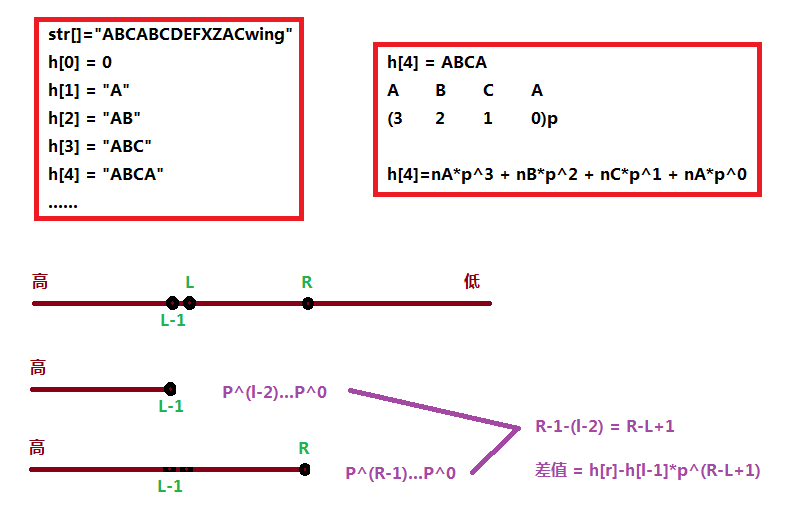 str[]="ABCABCDEFXZACwing"
h[0] = 0
h[1] = "A"
h[2] = "AB"
h[3] = "ABC"
h[4] = "ABCA"
......
h[4] = ABCA
A B C A
(3 2 1 0)p
h[4]=nA*p^3 + nB*p^2 + nC*p^1 + nA*p^0
高 L R 低
L-1
高
L-1 P^(l-2)...P^0
高 R
L-1 P^(R-1)...P^0
R-1-(l-2) = R-L+1
差值 = h[r]-h[l-1]*p^(R-L+1)